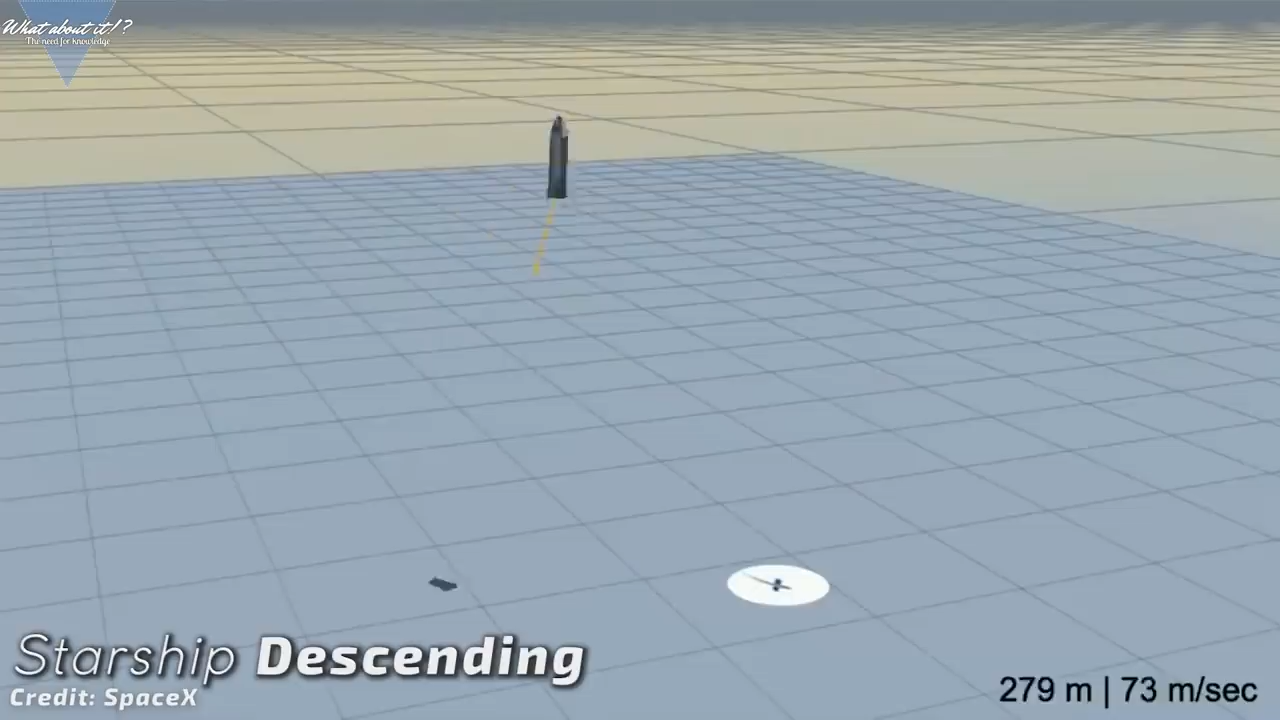 What about it!?
The need for knowledge
Starship Descending
Credit: SpaceX
279 m | 73 m/sec